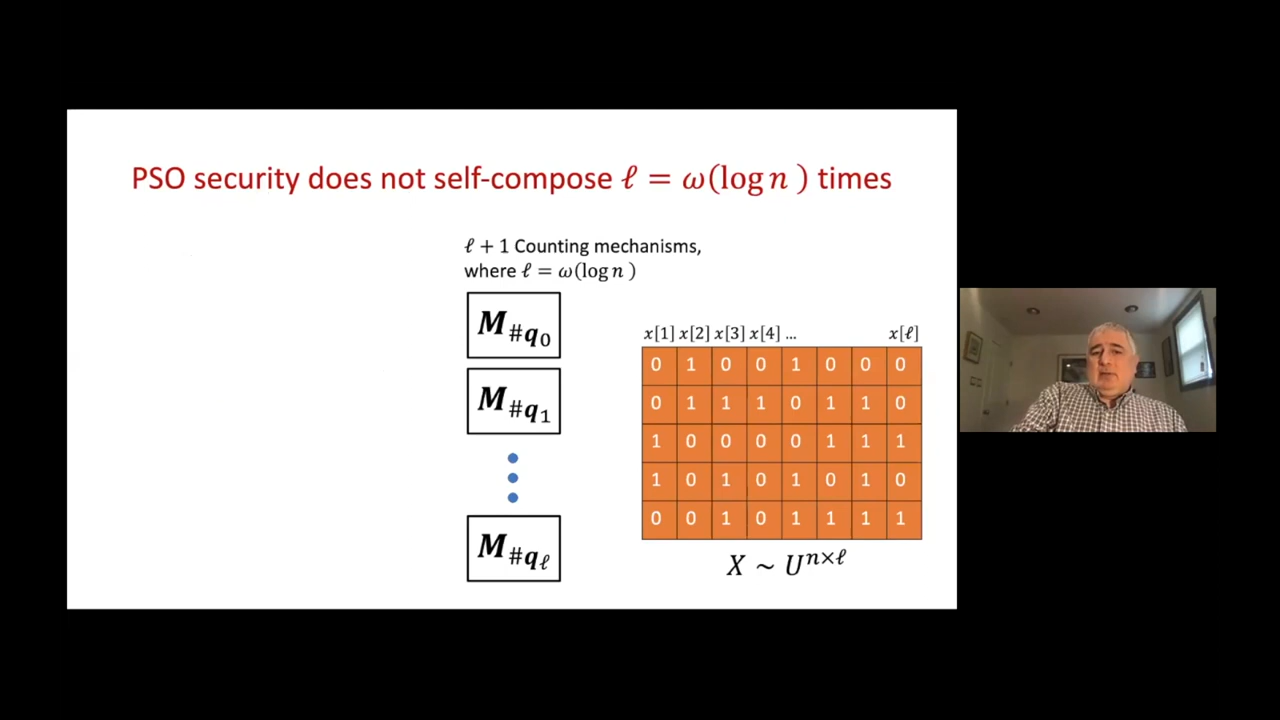 PSO security does not self-compose ℓ = ω(log n ) times
ℓ + 1 Counting mechanisms,
where ℓ = ω(log n )
M#q0
M#q1
M#qℓ
x[1] x[2] x[3] x[4] ... x[ℓ]
0 1 0 0 1 0 0 0
0 1 1 1 0 1 1 0
1 0 0 0 0 1 1 1
1 0 1 0 1 0 1 0
0 0 1 0 1 1 1 1
X ~ U^{n×ℓ}